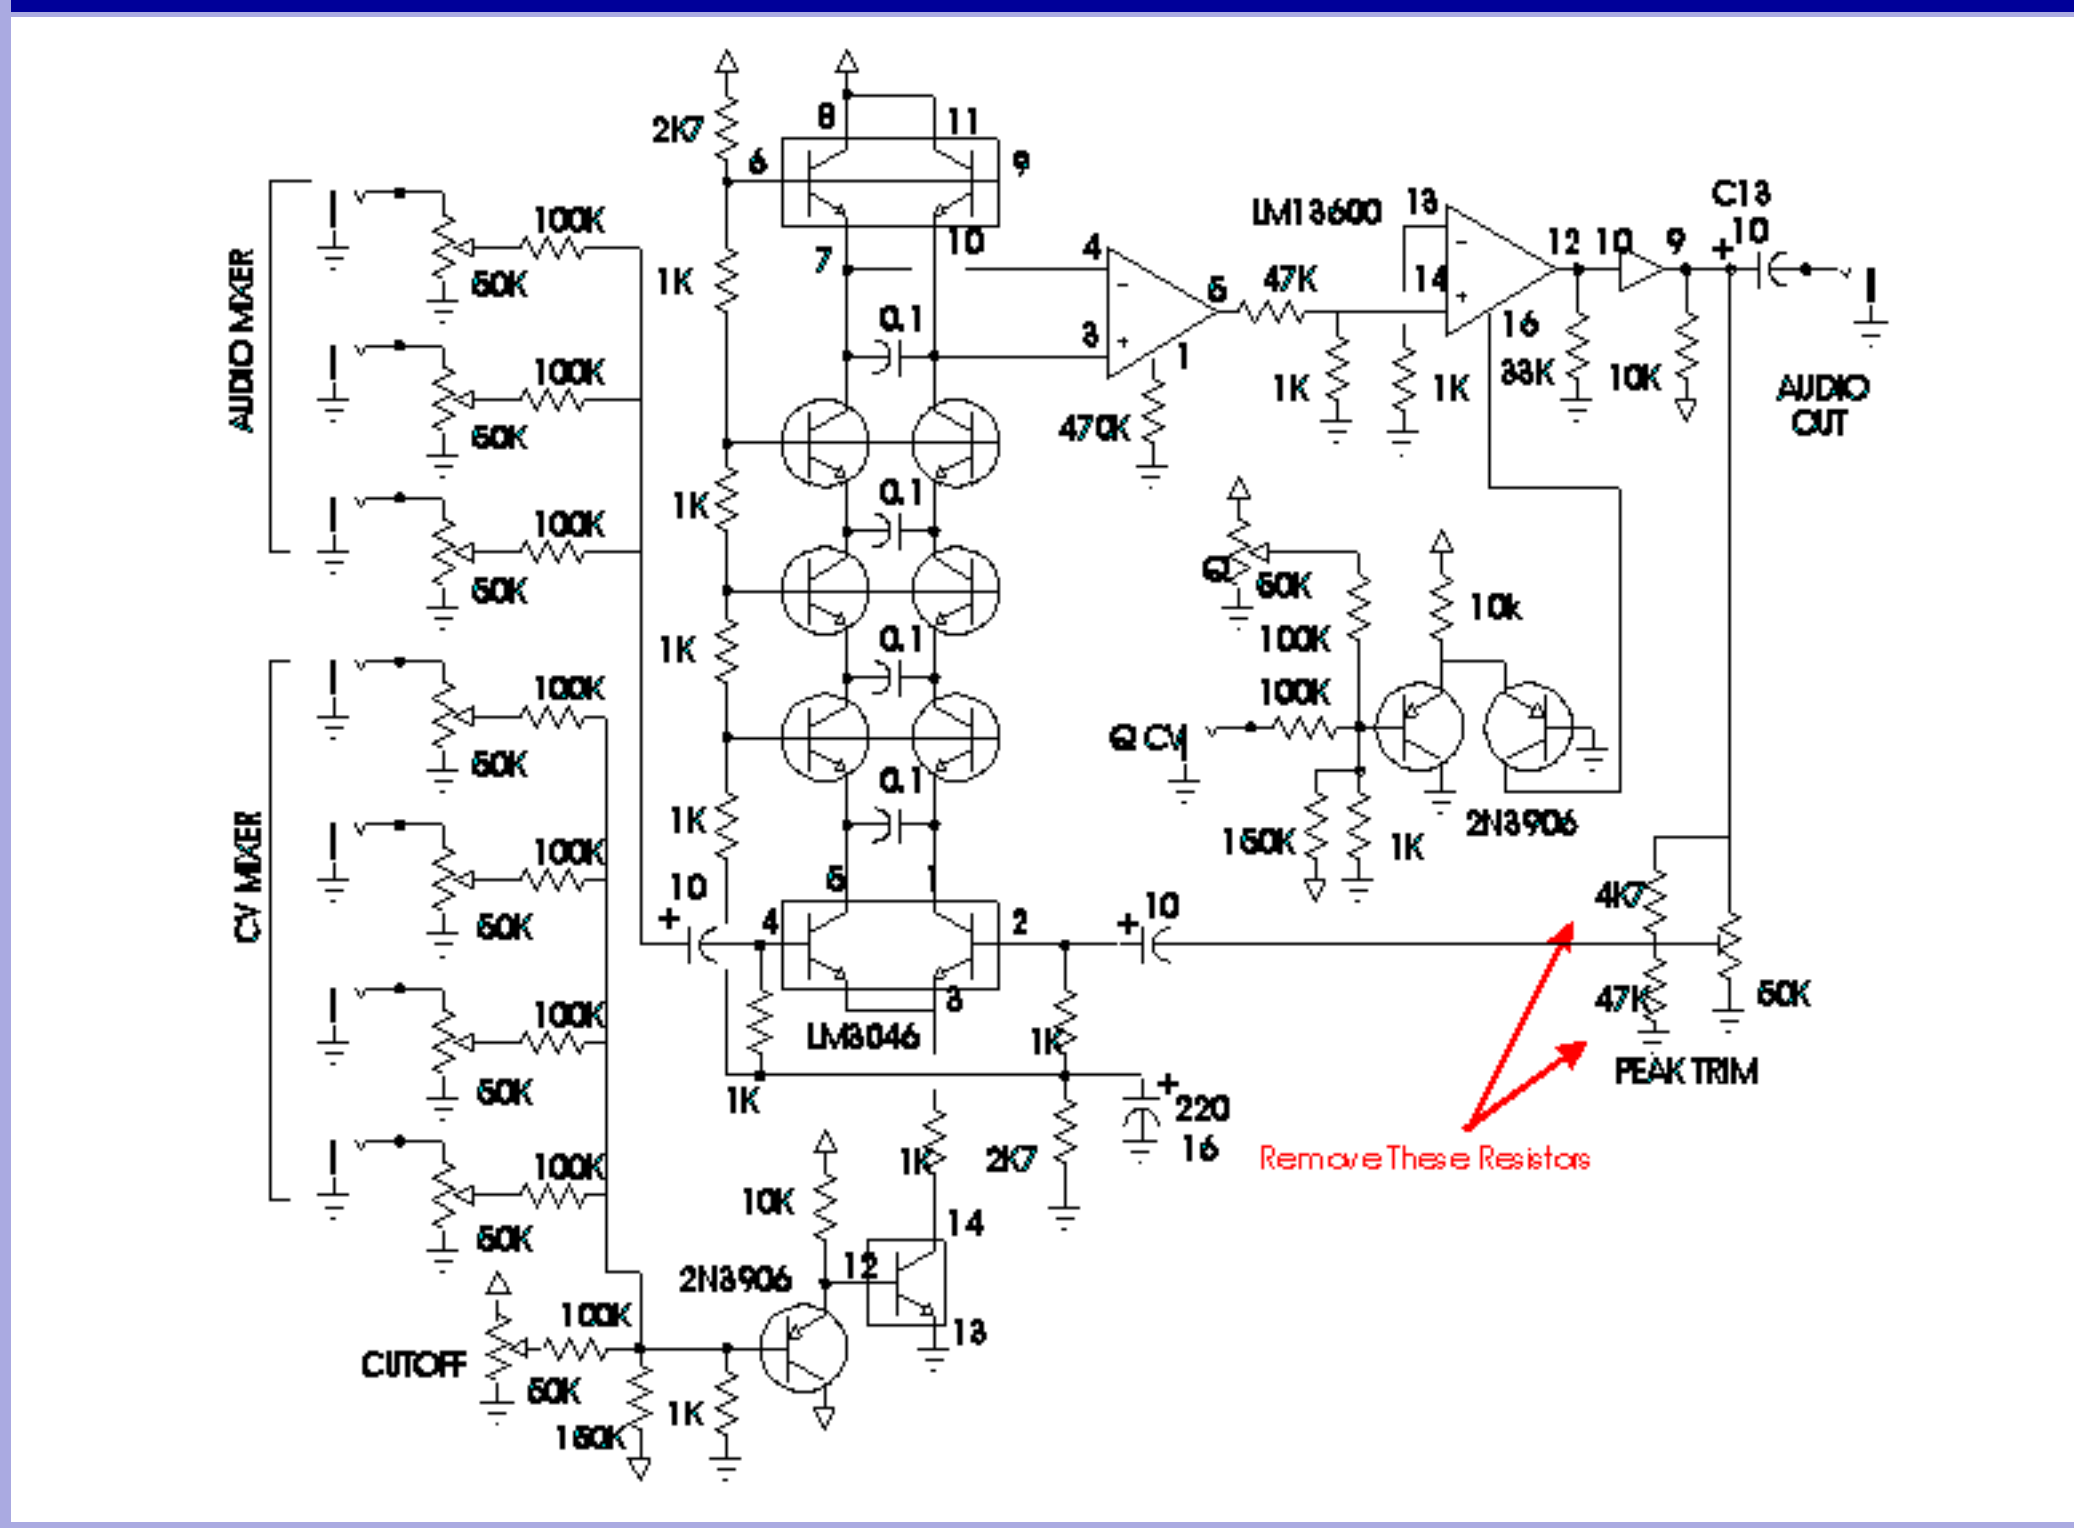 2K7
8
11
6
9
7
10
1K
AUDIO MIXER
100K
50K
100K
50K
100K
50K
0.1
4
3
5
1
470K
47K
LM13600
13
14
16
12
10
9
C13
+10
1K
1K
33K
10K
AUDIO
OUT
1K
0.1
1K
0.1
1K
0.1
Q
50K
100K
10k
100K
Q CV
150K
1K
2N3906
CV MIXER
100K
50K
100K
50K
100K
50K
100K
50K
10
+
4
5
1
2
3
LM3046
+10
4K7
47K
50K
PEAK TRIM
1K
1K
+
220
16
2K7
1K
Remove These Resistors
10K
14
12
13
2N3906
100K
CUTOFF
50K
150K
1K